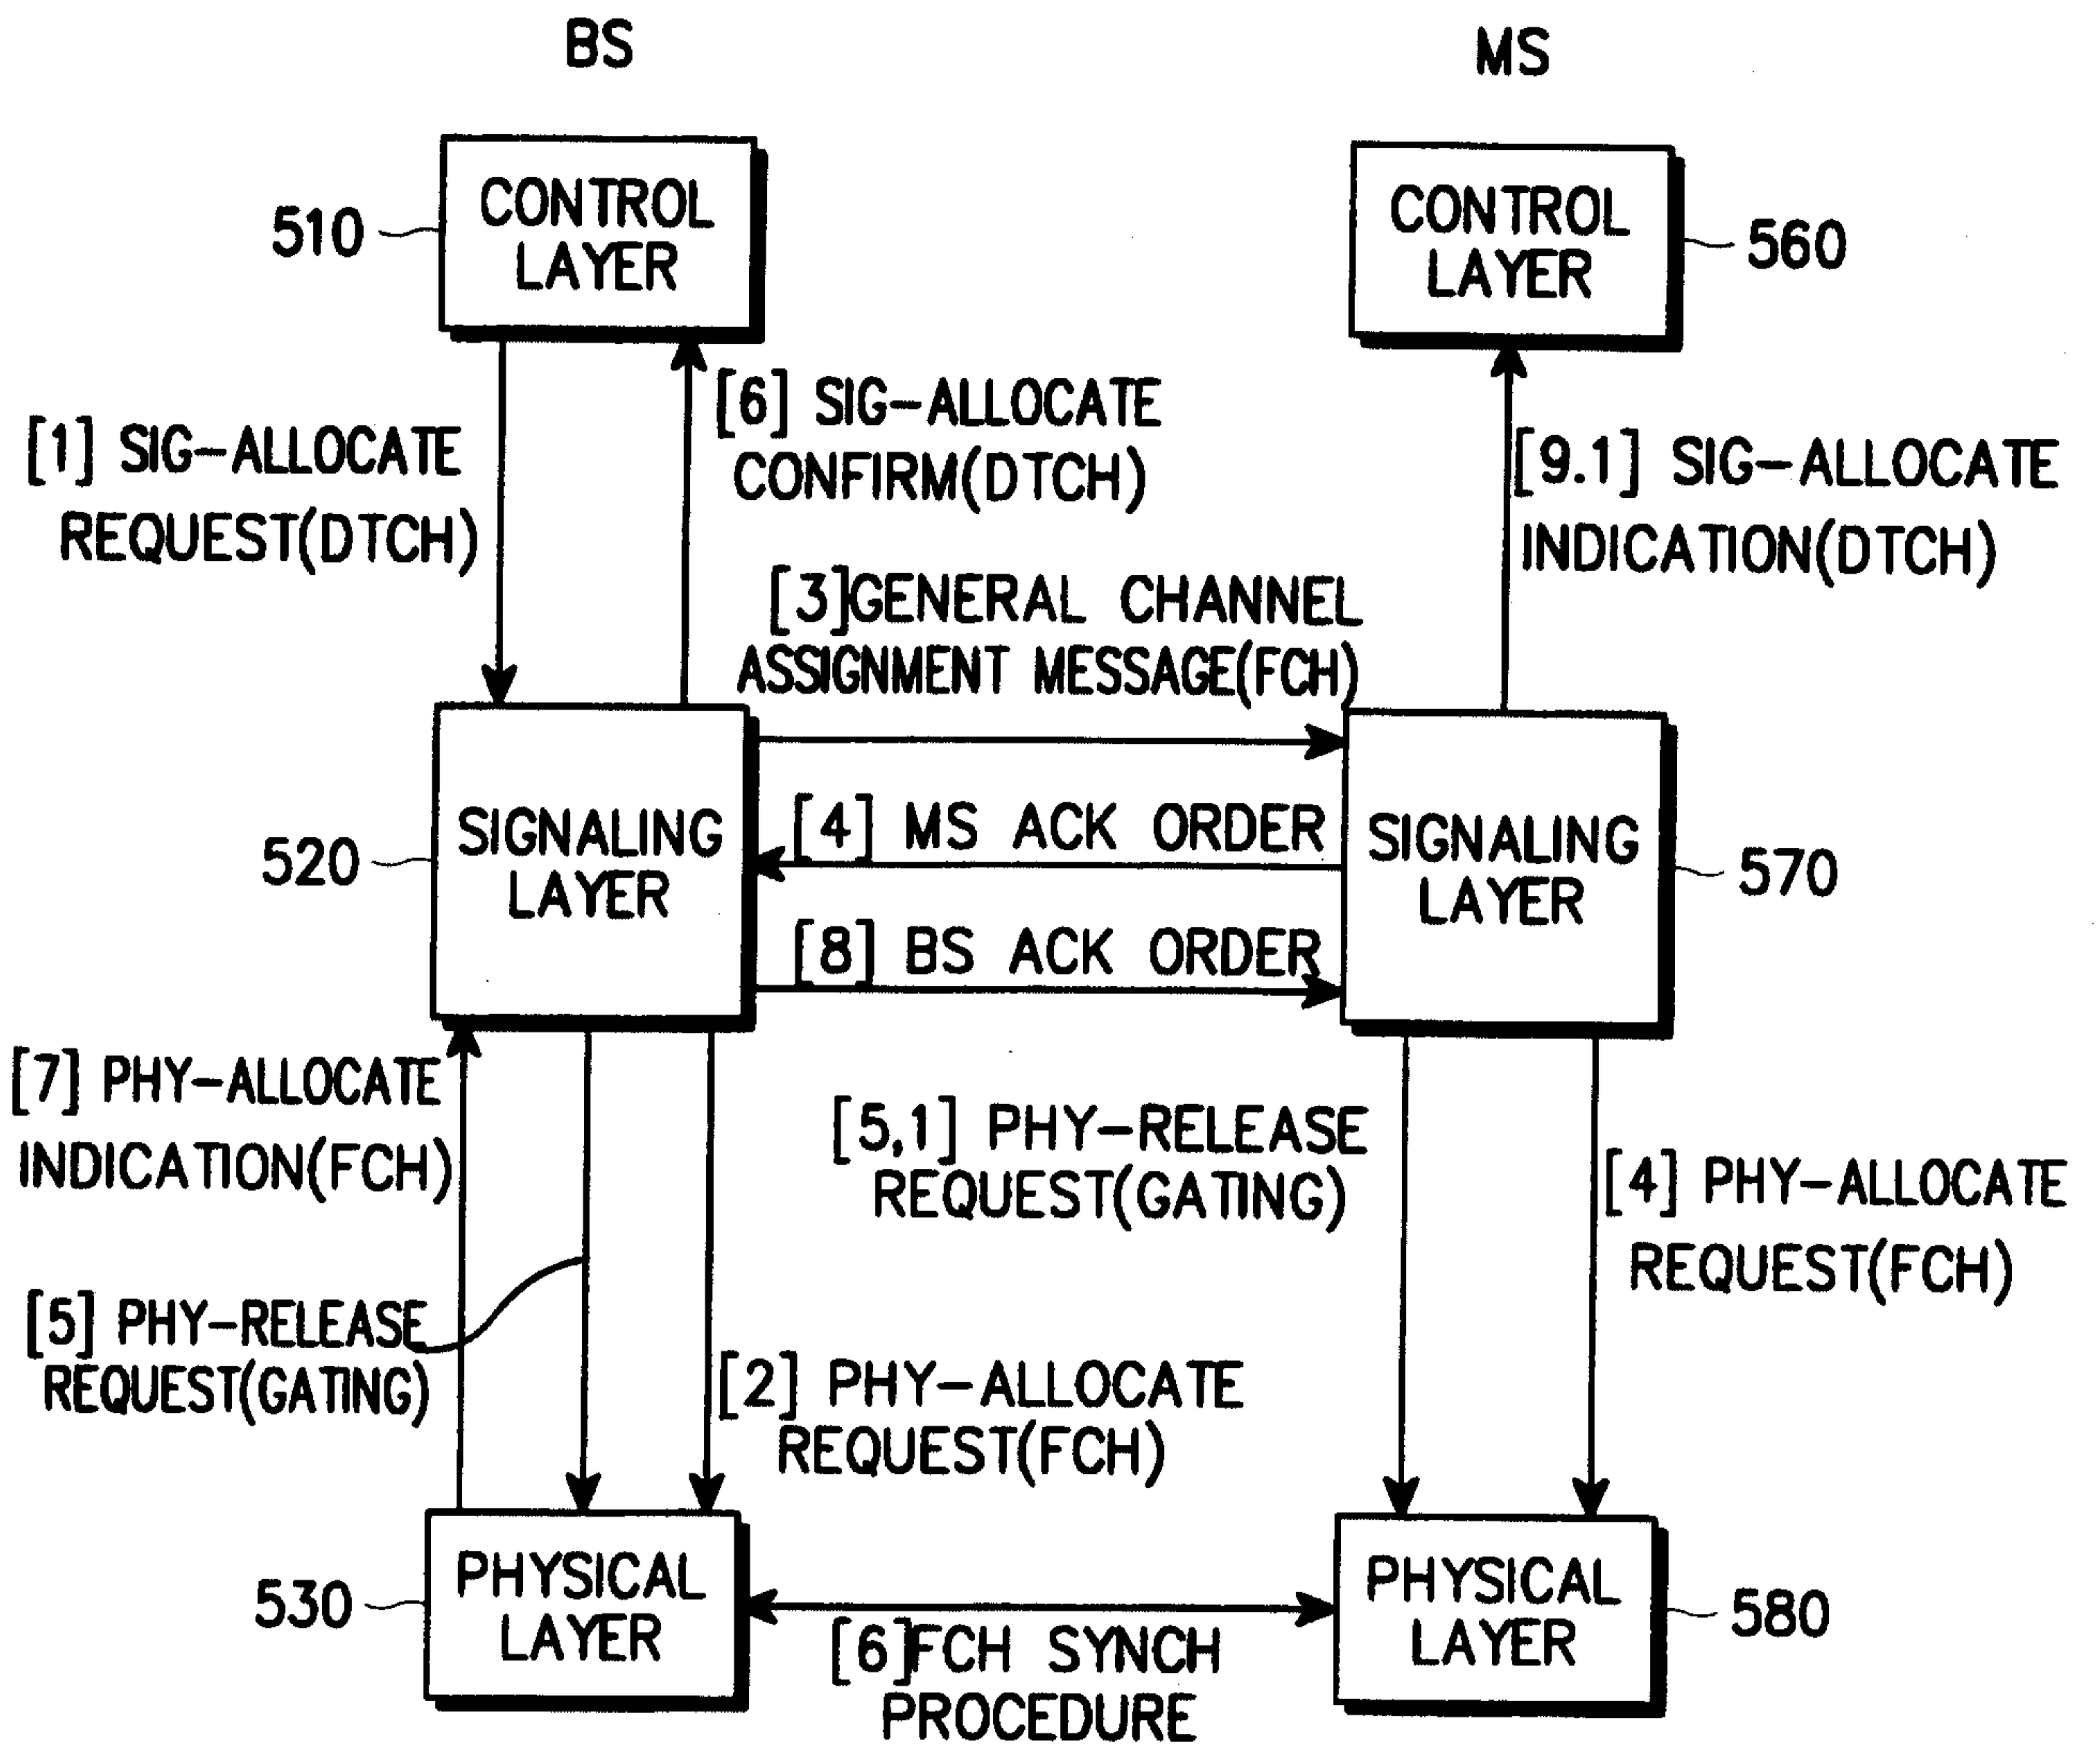 BS
MS
CONTROL
LAYER
510
CONTROL
LAYER
560
[1] SIG-ALLOCATE
REQUEST(DTCH)
[6] SIG-ALLOCATE
CONFIRM(DTCH)
[9.1] SIG-ALLOCATE
INDICATION(DTCH)
[3]GENERAL CHANNEL
ASSIGNMENT MESSAGE(FCH)
SIGNALING
LAYER
520
[4] MS ACK ORDER
[8] BS ACK ORDER
SIGNALING
LAYER
570
[7] PHY-ALLOCATE
INDICATION(FCH)
[5] PHY-RELEASE
REQUEST(GATING)
[2] PHY-ALLOCATE
REQUEST(FCH)
[5,1] PHY-RELEASE
REQUEST(GATING)
[4] PHY-ALLOCATE
REQUEST(FCH)
PHYSICAL
LAYER
530
[6]FCH SYNCH
PROCEDURE
PHYSICAL
LAYER
580